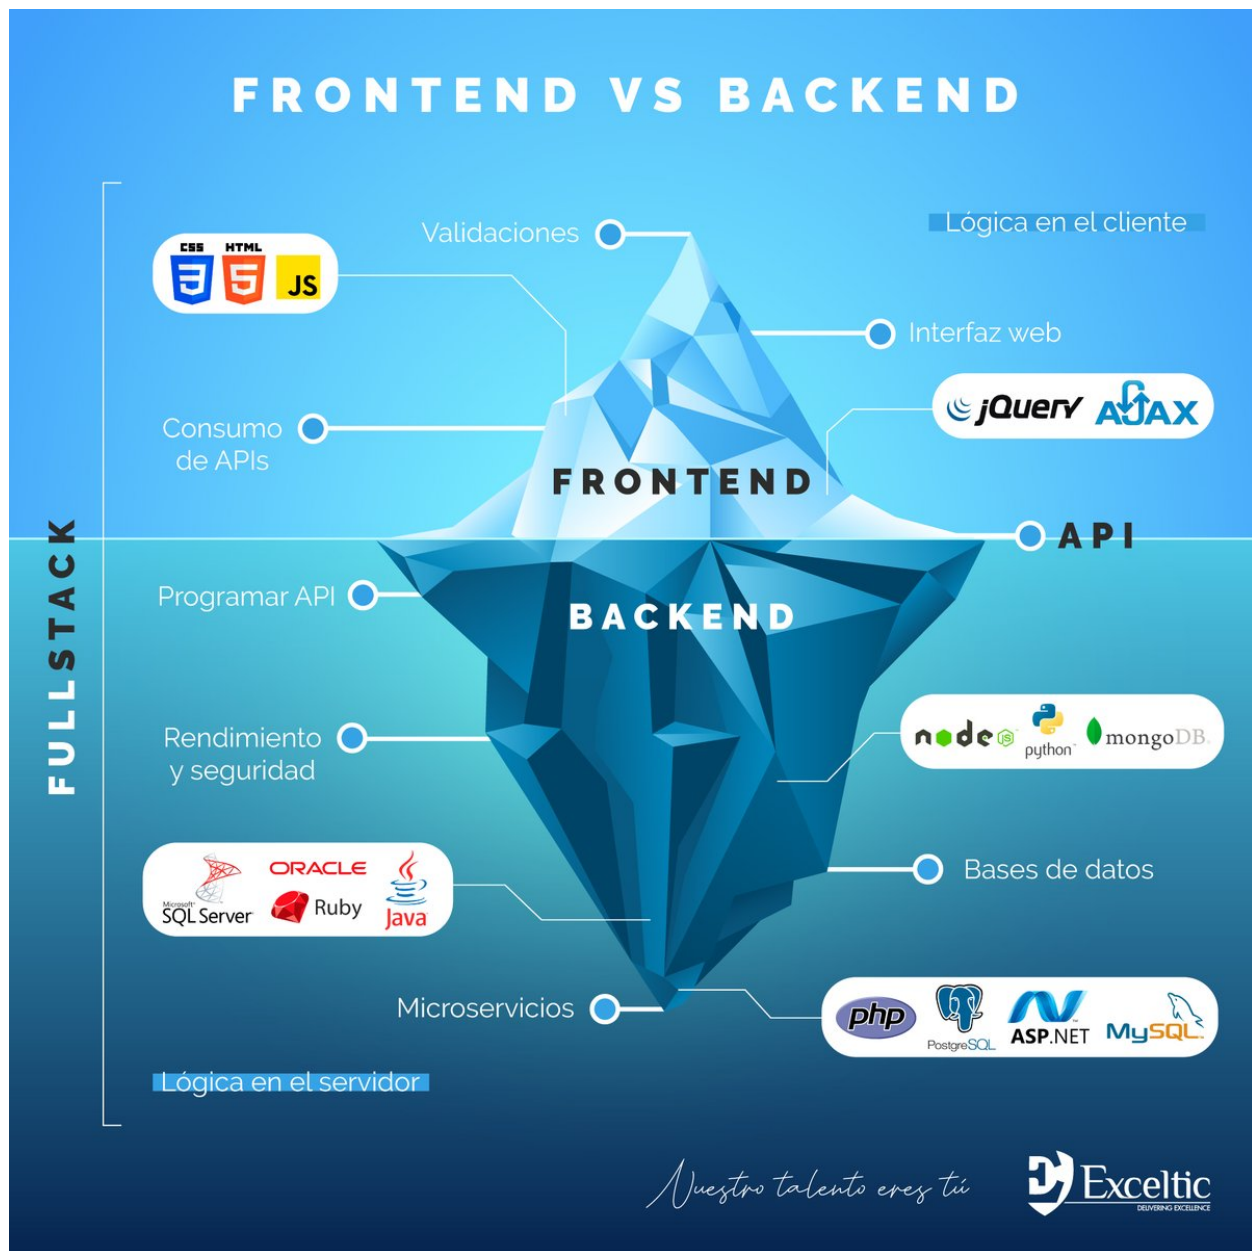 FRONTEND VS BACKEND
Validaciones
Lógica en el cliente
CSS HTML
JS
Interfaz web
jQuery AJAX
Consumo
de APIs
FRONTEND
API
FULLSTACK
Programar API
BACKEND
Rendimiento
y seguridad
node JS
python
mongoDB
Microsoft
SQL Server
ORACLE
Ruby
Java
Bases de datos
Microservicios
php
PostgreSQL
ASP.NET
MySQL
Lógica en el servidor
Nuestro talento eres tú
Exceltic
DELIVERING EXCELLENCE